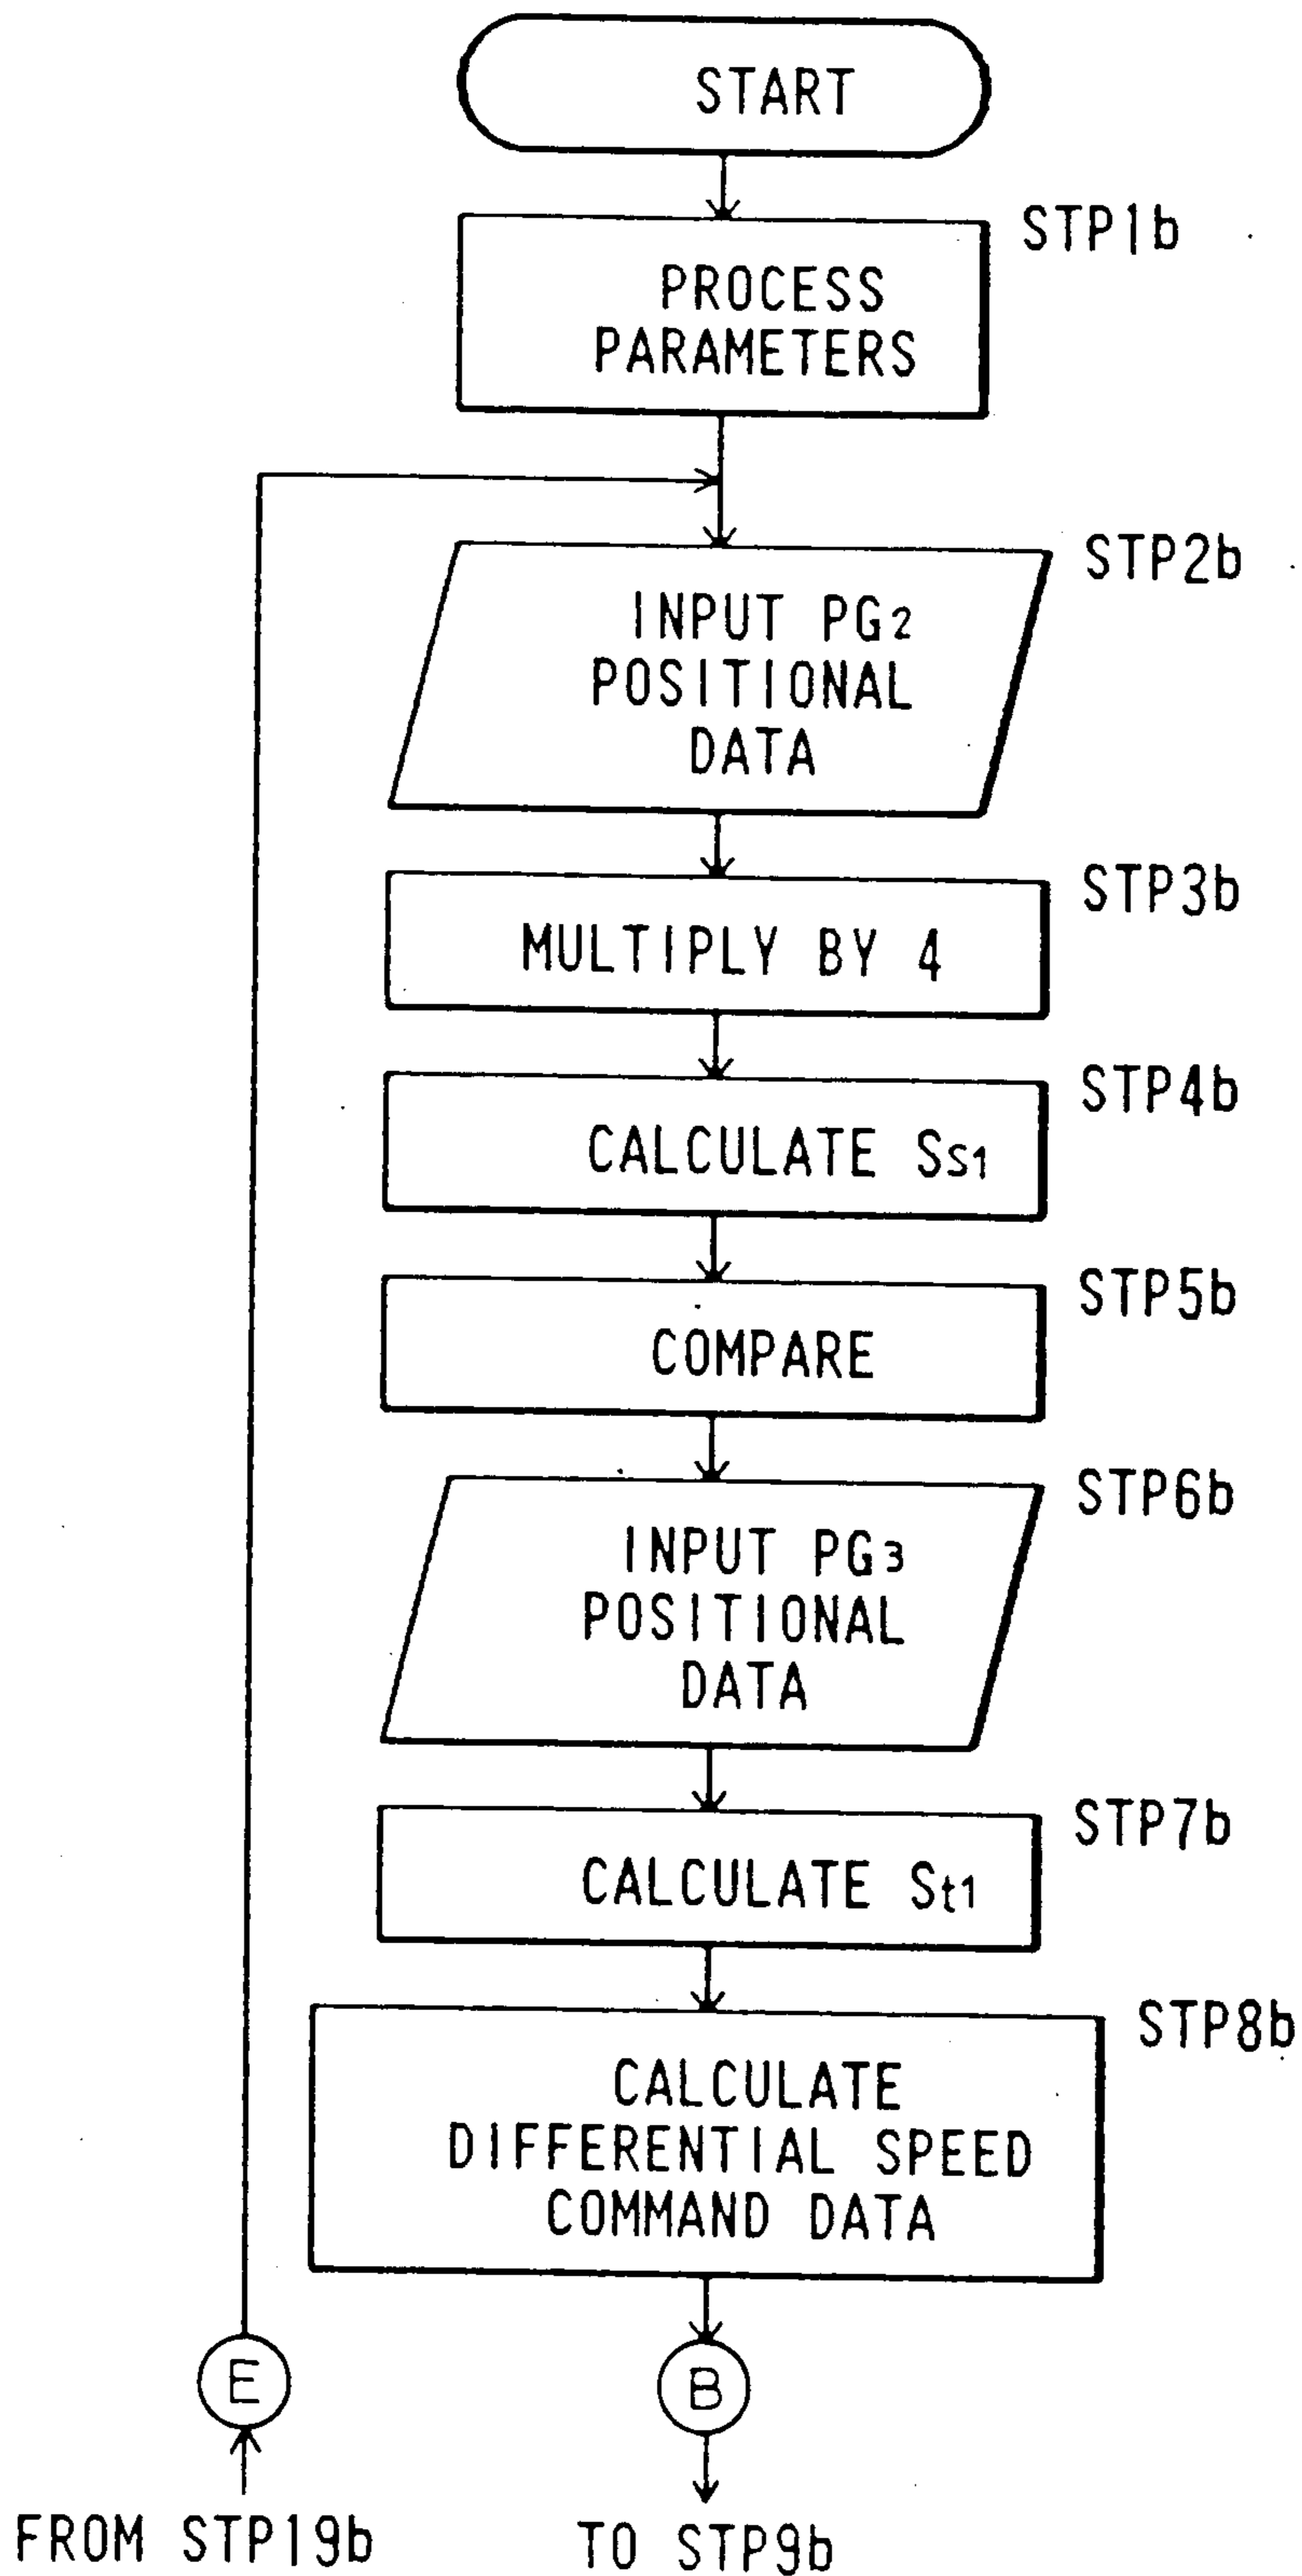 START
STP1b
PROCESS
PARAMETERS
STP2b
INPUT PG2
POSITIONAL
DATA
STP3b
MULTIPLY BY 4
STP4b
CALCULATE Ss1
STP5b
COMPARE
STP6b
INPUT PG3
POSITIONAL
DATA
STP7b
CALCULATE St1
STP8b
CALCULATE
DIFFERENTIAL SPEED
COMMAND DATA
E
B
FROM STP19b
TO STP9b